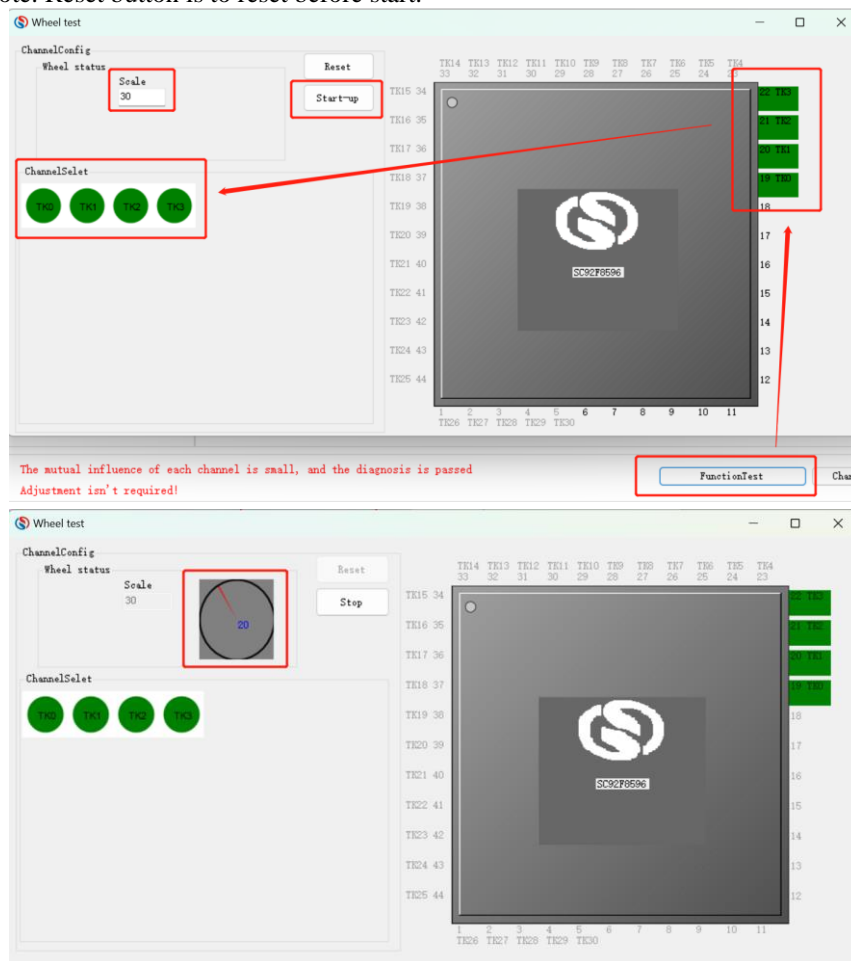 ote: Reset button is to reset before start.
Wheel test
ChannelConfig
Wheel status
Scale
30
Reset
Start-up
ChannelSelet
TK0 TK1 TK2 TK3
TK14 TK13 TK12 TK11 TK10 TK9 TK8 TK7 TK6 TK5 TK4
33 32 31 30 29 28 27 26 25 24 23
TK15 34
TK16 35
TK17 36
TK18 37
TK19 38
TK20 39
TK21 40
TK22 41
TK23 42
TK24 43
TK25 44
22 TK3
21 TK2
20 TK1
19 TK0
18
17
16
15
14
13
12
SC92F8596
1 2 3 4 5 6 7 8 9 10 11
TK26 TK27 TK28 TK29 TK30
The mutual influence of each channel is small, and the diagnosis is passed
Adjustment isn't required!
FunctionTest
Char
Wheel test
ChannelConfig
Wheel status
Scale
30
20
Reset
Stop
ChannelSelet
TK0 TK1 TK2 TK3
TK14 TK13 TK12 TK11 TK10 TK9 TK8 TK7 TK6 TK5 TK4
33 32 31 30 29 28 27 26 25 24 23
TK15 34
TK16 35
TK17 36
TK18 37
TK19 38
TK20 39
TK21 40
TK22 41
TK23 42
TK24 43
TK25 44
22 TK3
21 TK2
20 TK1
19 TK0
18
17
16
15
14
13
12
SC92F8596
1 2 3 4 5 6 7 8 9 10 11
TK26 TK27 TK28 TK29 TK30